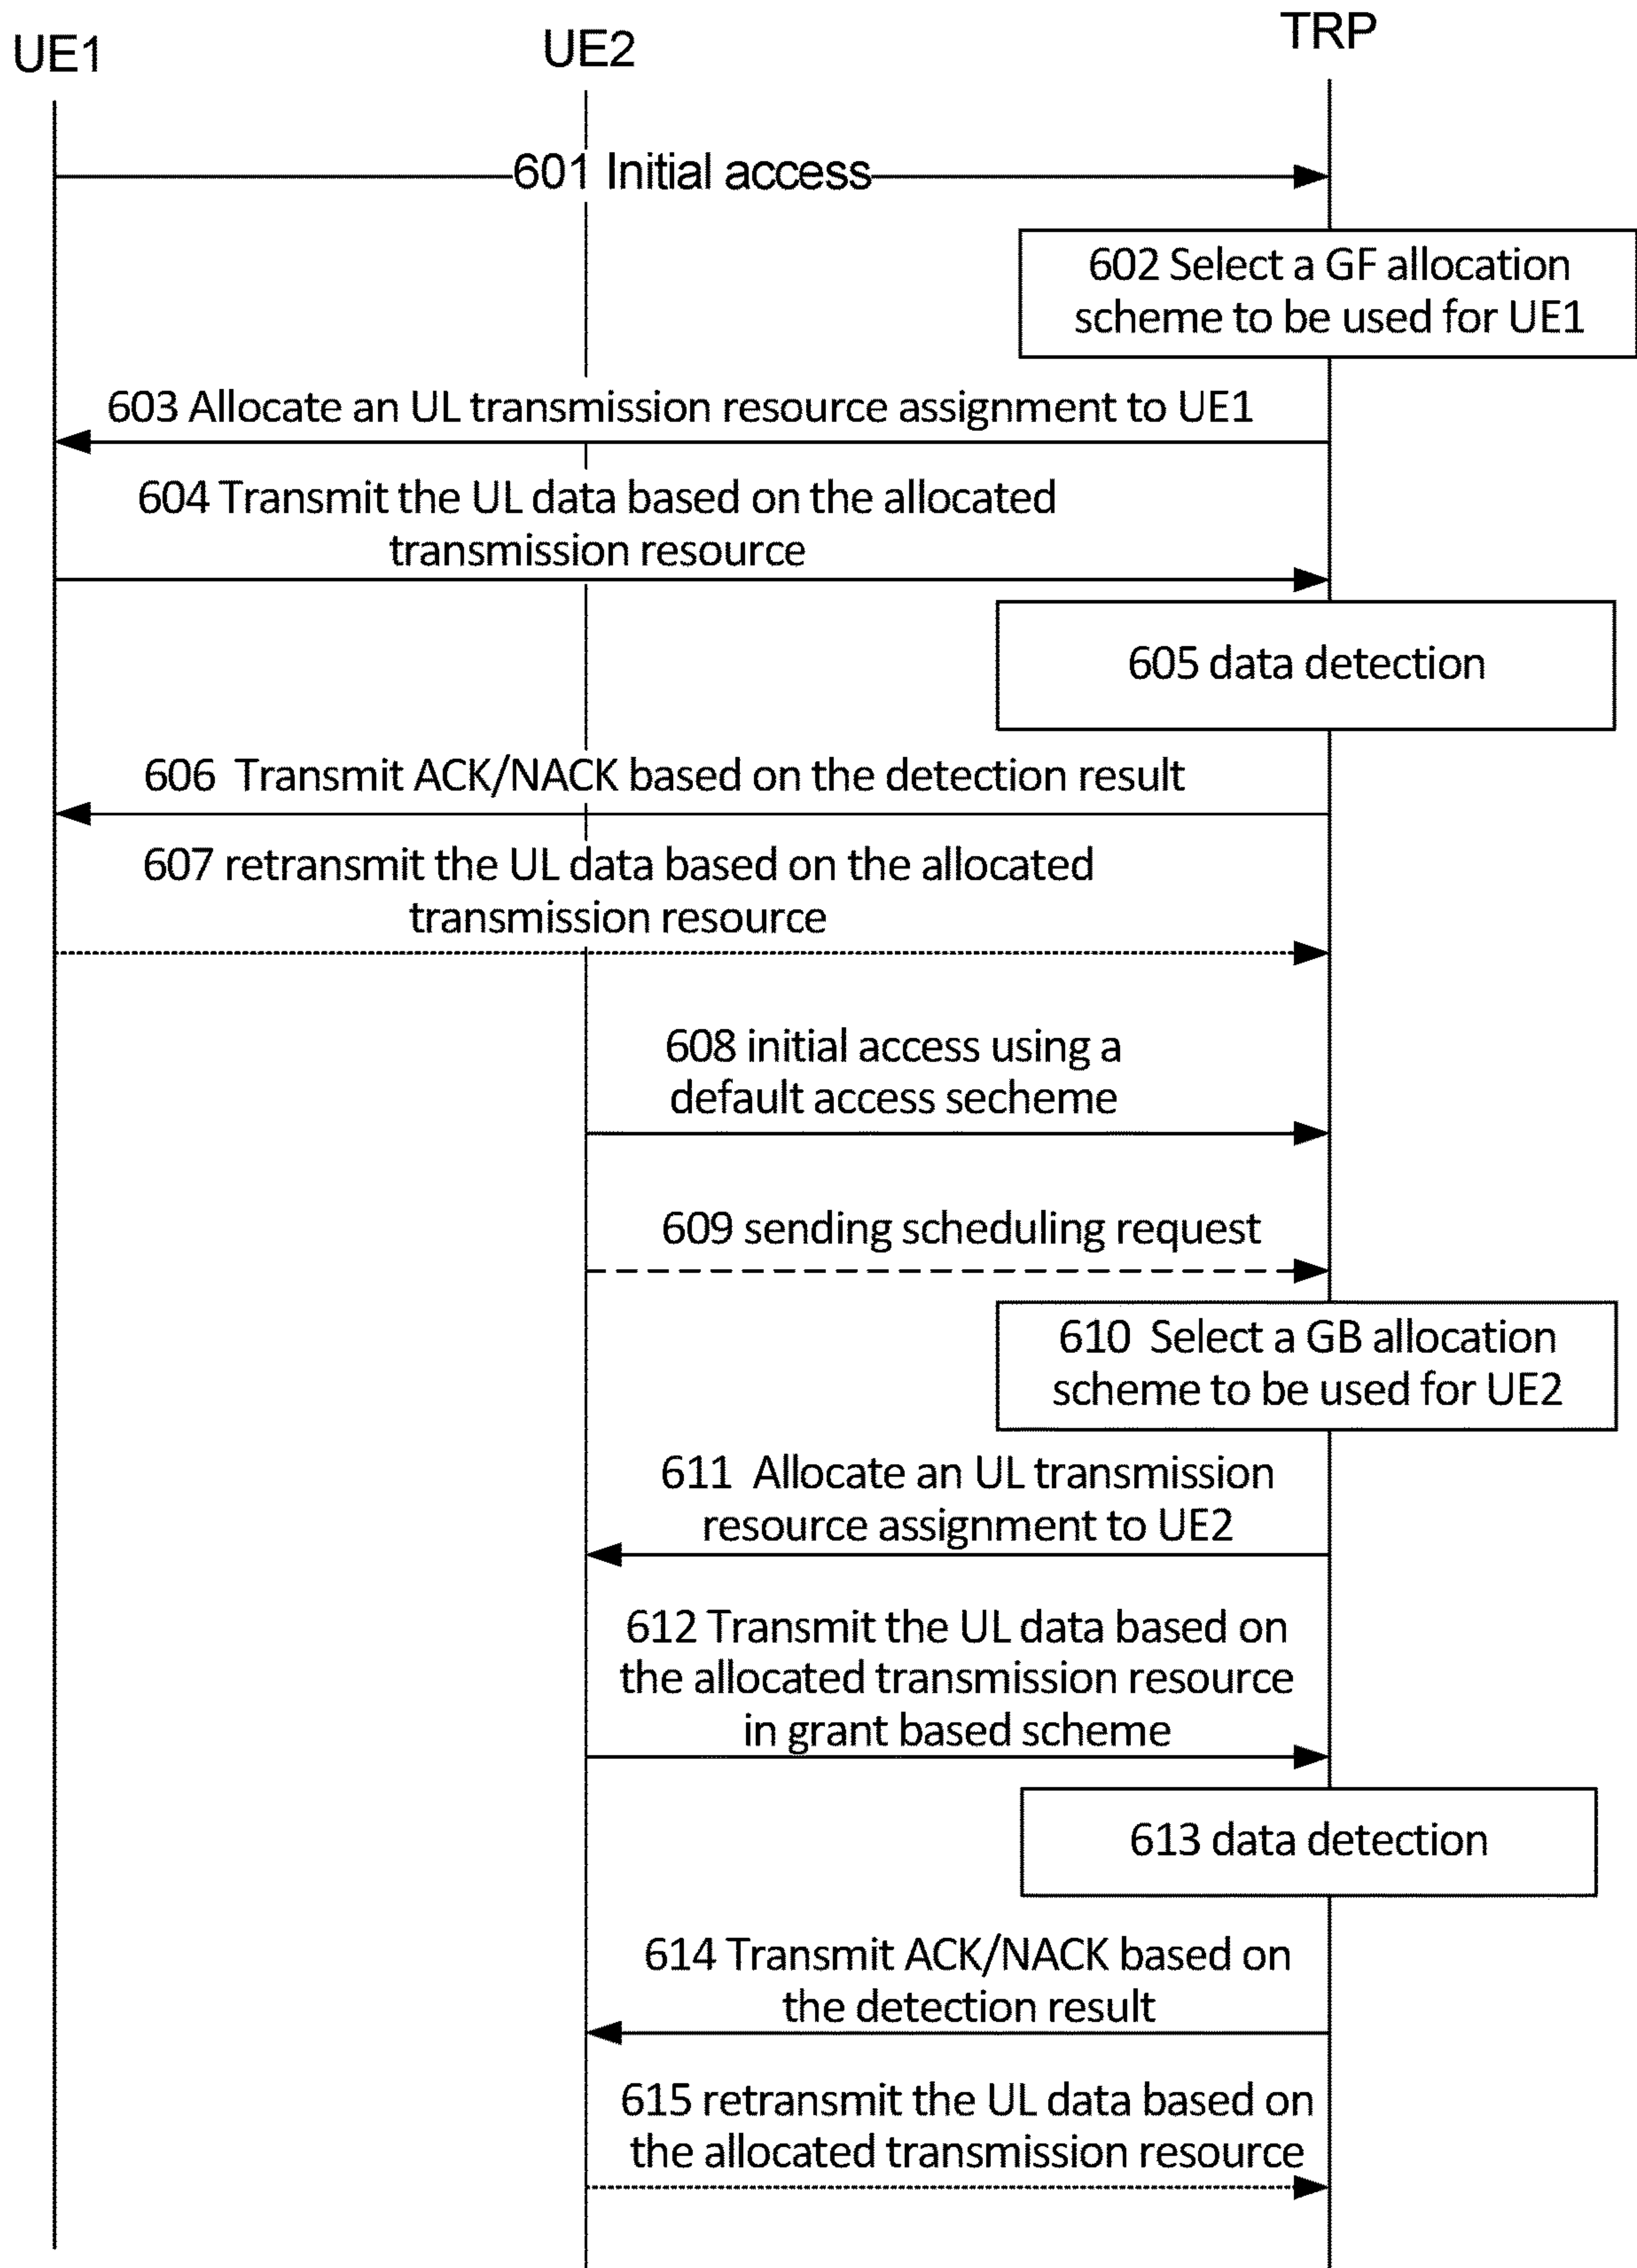 UE1
UE2
TRP
601 Initial access
602 Select a GF allocation
scheme to be used for UE1
603 Allocate an UL transmission resource assignment to UE1
604 Transmit the UL data based on the allocated
transmission resource
605 data detection
606 Transmit ACK/NACK based on the detection result
607 retransmit the UL data based on the allocated
transmission resource
608 initial access using a
default access secheme
609 sending scheduling request
610 Select a GB allocation
scheme to be used for UE2
611 Allocate an UL transmission
resource assignment to UE2
612 Transmit the UL data based on
the allocated transmission resource
in grant based scheme
613 data detection
614 Transmit ACK/NACK based on
the detection result
615 retransmit the UL data based on
the allocated transmission resource